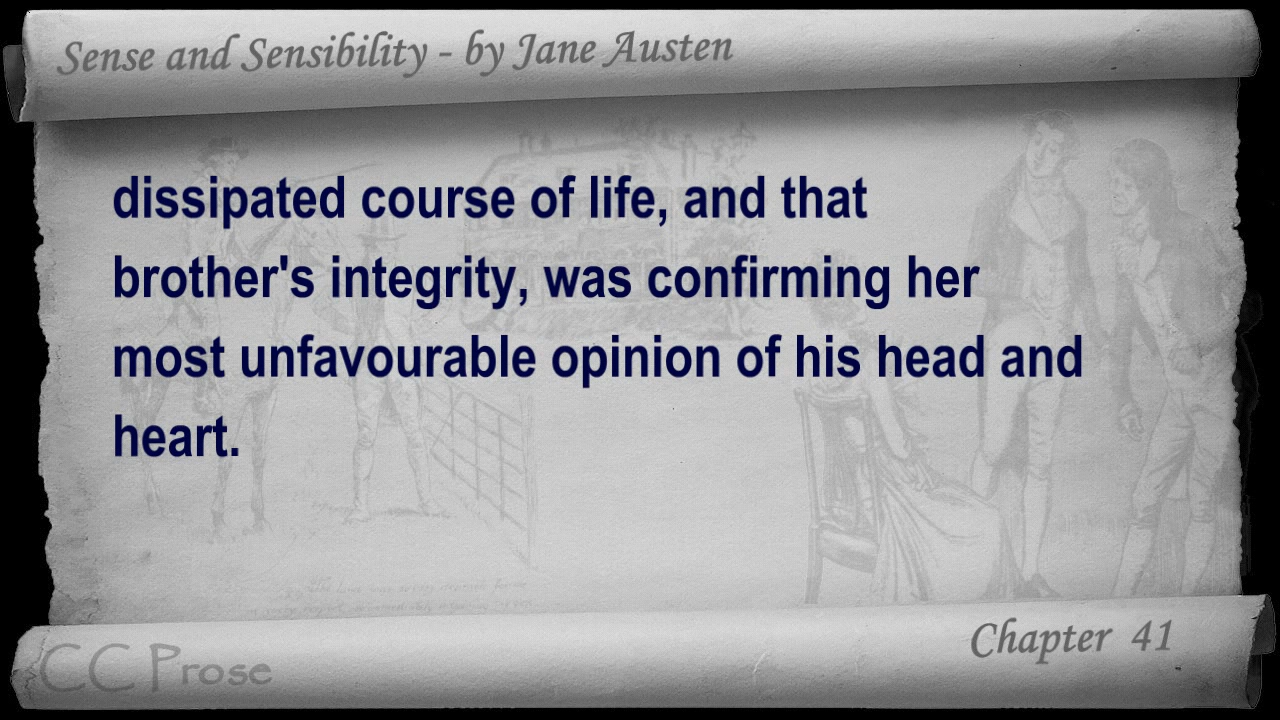 Sense and Sensibility - by Jane Austen
dissipated course of life, and that
brother's integrity, was confirming her
most unfavourable opinion of his head and
heart.
Chapter 41
CC Prose